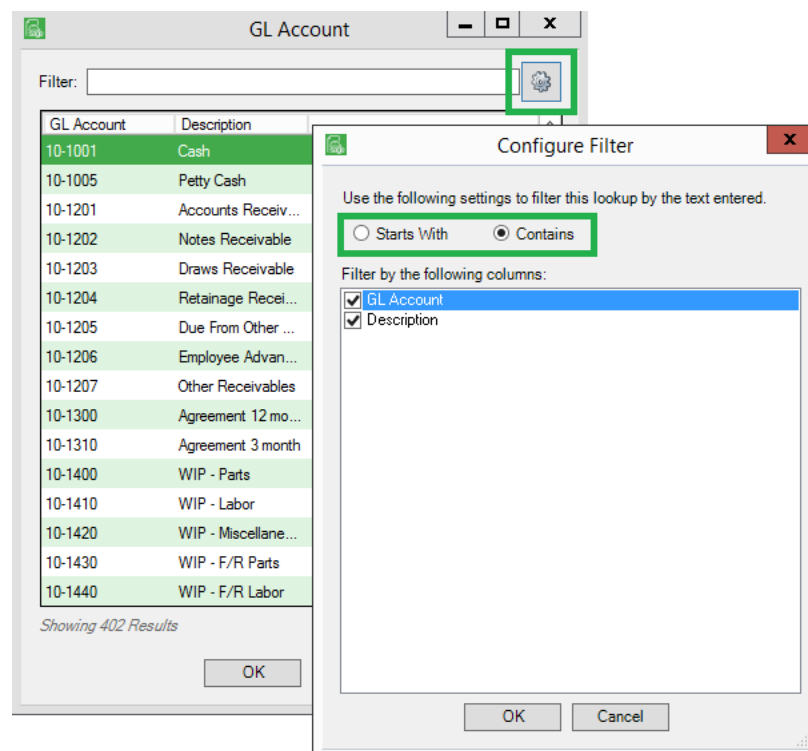 GL Account
Filter:
GL Account Description
10-1001 Cash
10-1005 Petty Cash
10-1201 Accounts Receiv...
10-1202 Notes Receivable
10-1203 Draws Receivable
10-1204 Retainage Recei...
10-1205 Due From Other ...
10-1206 Employee Advan...
10-1207 Other Receivables
10-1300 Agreement 12 mo...
10-1310 Agreement 3 month
10-1400 WIP - Parts
10-1410 WIP - Labor
10-1420 WIP - Miscellane...
10-1430 WIP - F/R Parts
10-1440 WIP - F/R Labor
Showing 402 Results
OK
Configure Filter
Use the following settings to filter this lookup by the text entered.
Starts With Contains
Filter by the following columns:
GL Account
Description
OK Cancel